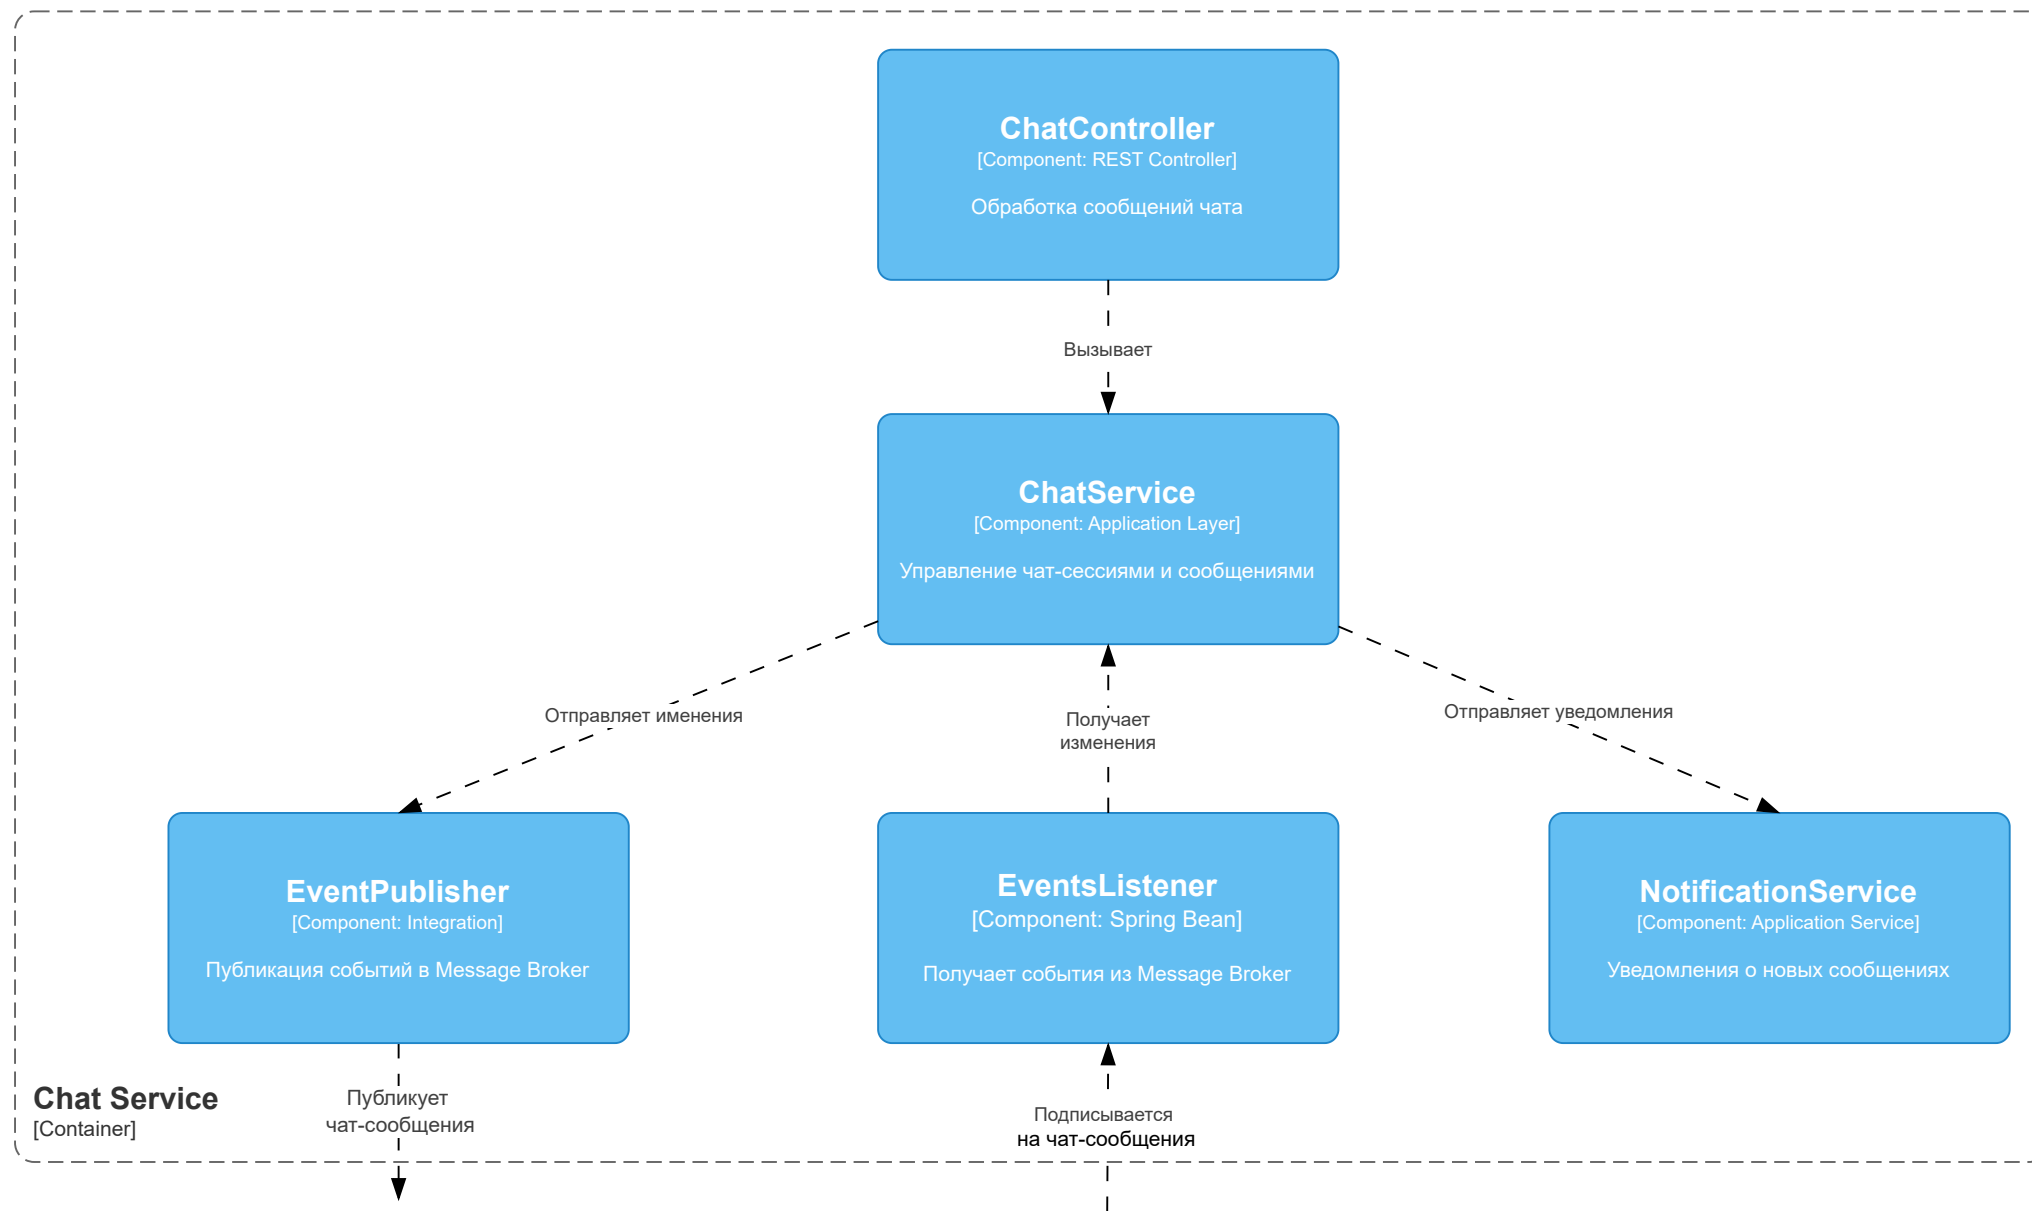 ChatController
[Component: REST Controller]
Обработка сообщений чата
Вызывает
ChatService
[Component: Application Layer]
Управление чат-сессиями и сообщениями
Отправляет именения
Получает
изменения
Отправляет уведомления
EventPublisher
[Component: Integration]
Публикация событий в Message Broker
EventsListener
[Component: Spring Bean]
Получает события из Message Broker
NotificationService
[Component: Application Service]
Уведомления о новых сообщениях
Chat Service
[Container]
Публикует
чат-сообщения
Подписывается
на чат-сообщения